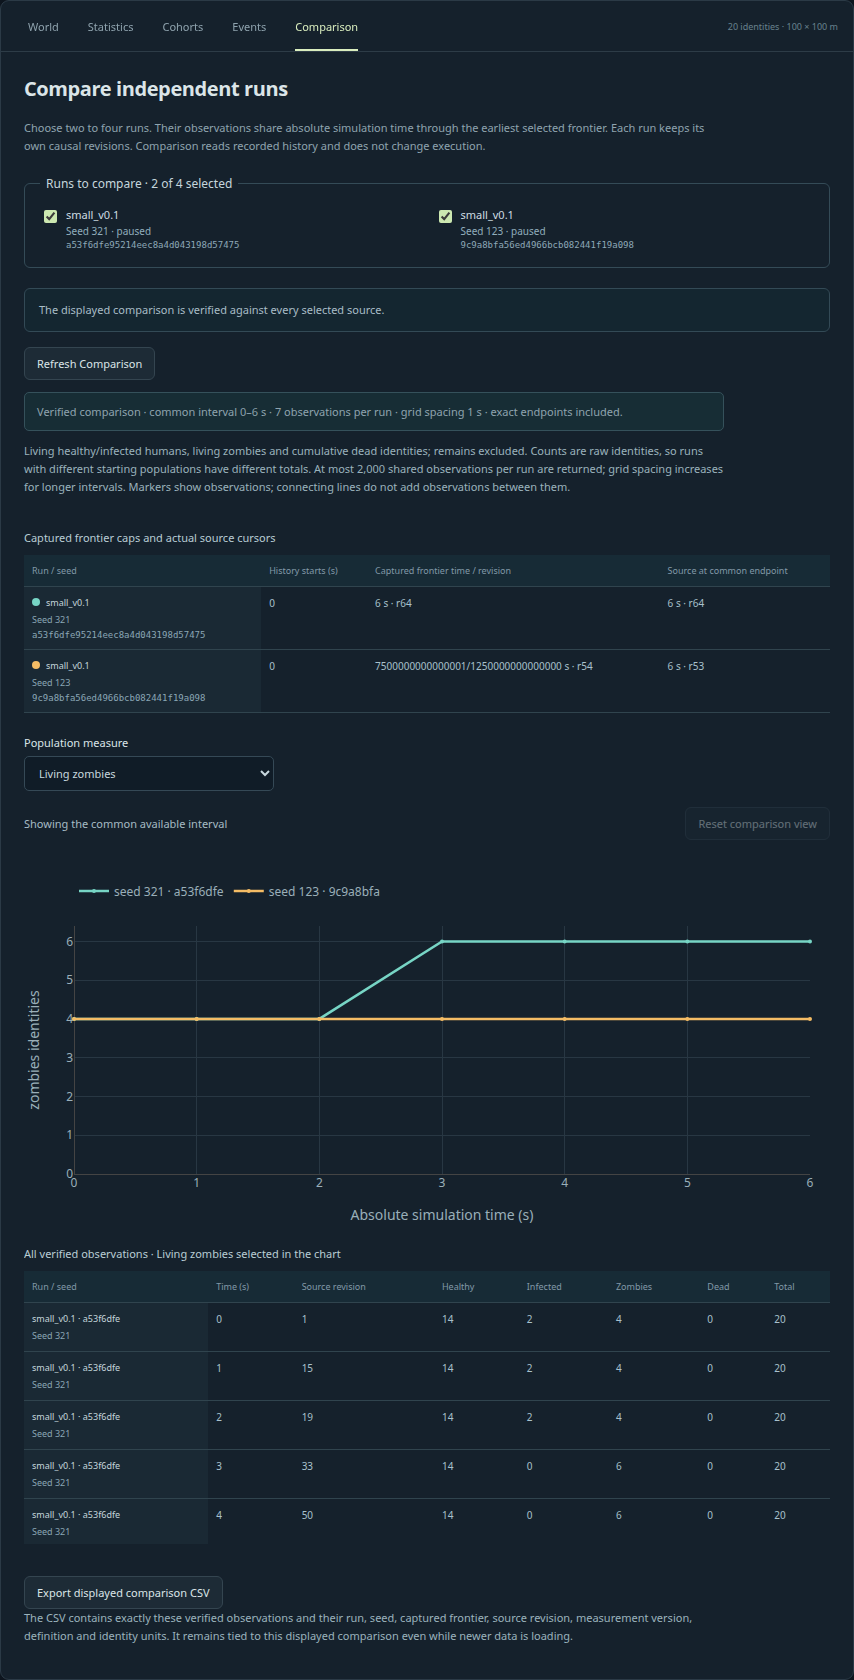 World Statistics Cohorts Events Comparison 20 identities · 100 × 100 m
Compare independent runs
Choose two to four runs. Their observations share absolute simulation time through the earliest selected frontier. Each run keeps its
own causal revisions. Comparison reads recorded history and does not change execution.
Runs to compare · 2 of 4 selected
small_v0.1
Seed 321 · paused
a53f6dfe95214eec8a4d043198d57475
small_v0.1
Seed 123 · paused
9c9a8bfa56ed4966bcb082441f19a098
The displayed comparison is verified against every selected source.
Refresh Comparison
Verified comparison · common interval 0–6 s · 7 observations per run · grid spacing 1 s · exact endpoints included.
Living healthy/infected humans, living zombies and cumulative dead identities; remains excluded. Counts are raw identities, so runs
with different starting populations have different totals. At most 2,000 shared observations per run are returned; grid spacing increases
for longer intervals. Markers show observations; connecting lines do not add observations between them.
Captured frontier caps and actual source cursors
Run / seed History starts (s) Captured frontier time / revision Source at common endpoint
small_v0.1 0 6 s · r64 6 s · r64
Seed 321
a53f6dfe95214eec8a4d043198d57475
small_v0.1 0 7500000000000001/1250000000000000 s · r54 6 s · r53
Seed 123
9c9a8bfa56ed4966bcb082441f19a098
Population measure
Living zombies
Showing the common available interval Reset comparison view
seed 321 · a53f6dfe seed 123 · 9c9a8bfa
6
5
4
3
2
1
0
zombies identities
0 1 2 3 4 5 6
Absolute simulation time (s)
All verified observations · Living zombies selected in the chart
Run / seed Time (s) Source revision Healthy Infected Zombies Dead Total
small_v0.1 · a53f6dfe 0 1 14 2 4 0 20
Seed 321
small_v0.1 · a53f6dfe 1 15 14 2 4 0 20
Seed 321
small_v0.1 · a53f6dfe 2 19 14 2 4 0 20
Seed 321
small_v0.1 · a53f6dfe 3 33 14 0 6 0 20
Seed 321
small_v0.1 · a53f6dfe 4 50 14 0 6 0 20
Seed 321
Export displayed comparison CSV
The CSV contains exactly these verified observations and their run, seed, captured frontier, source revision, measurement version,
definition and identity units. It remains tied to this displayed comparison even while newer data is loading.